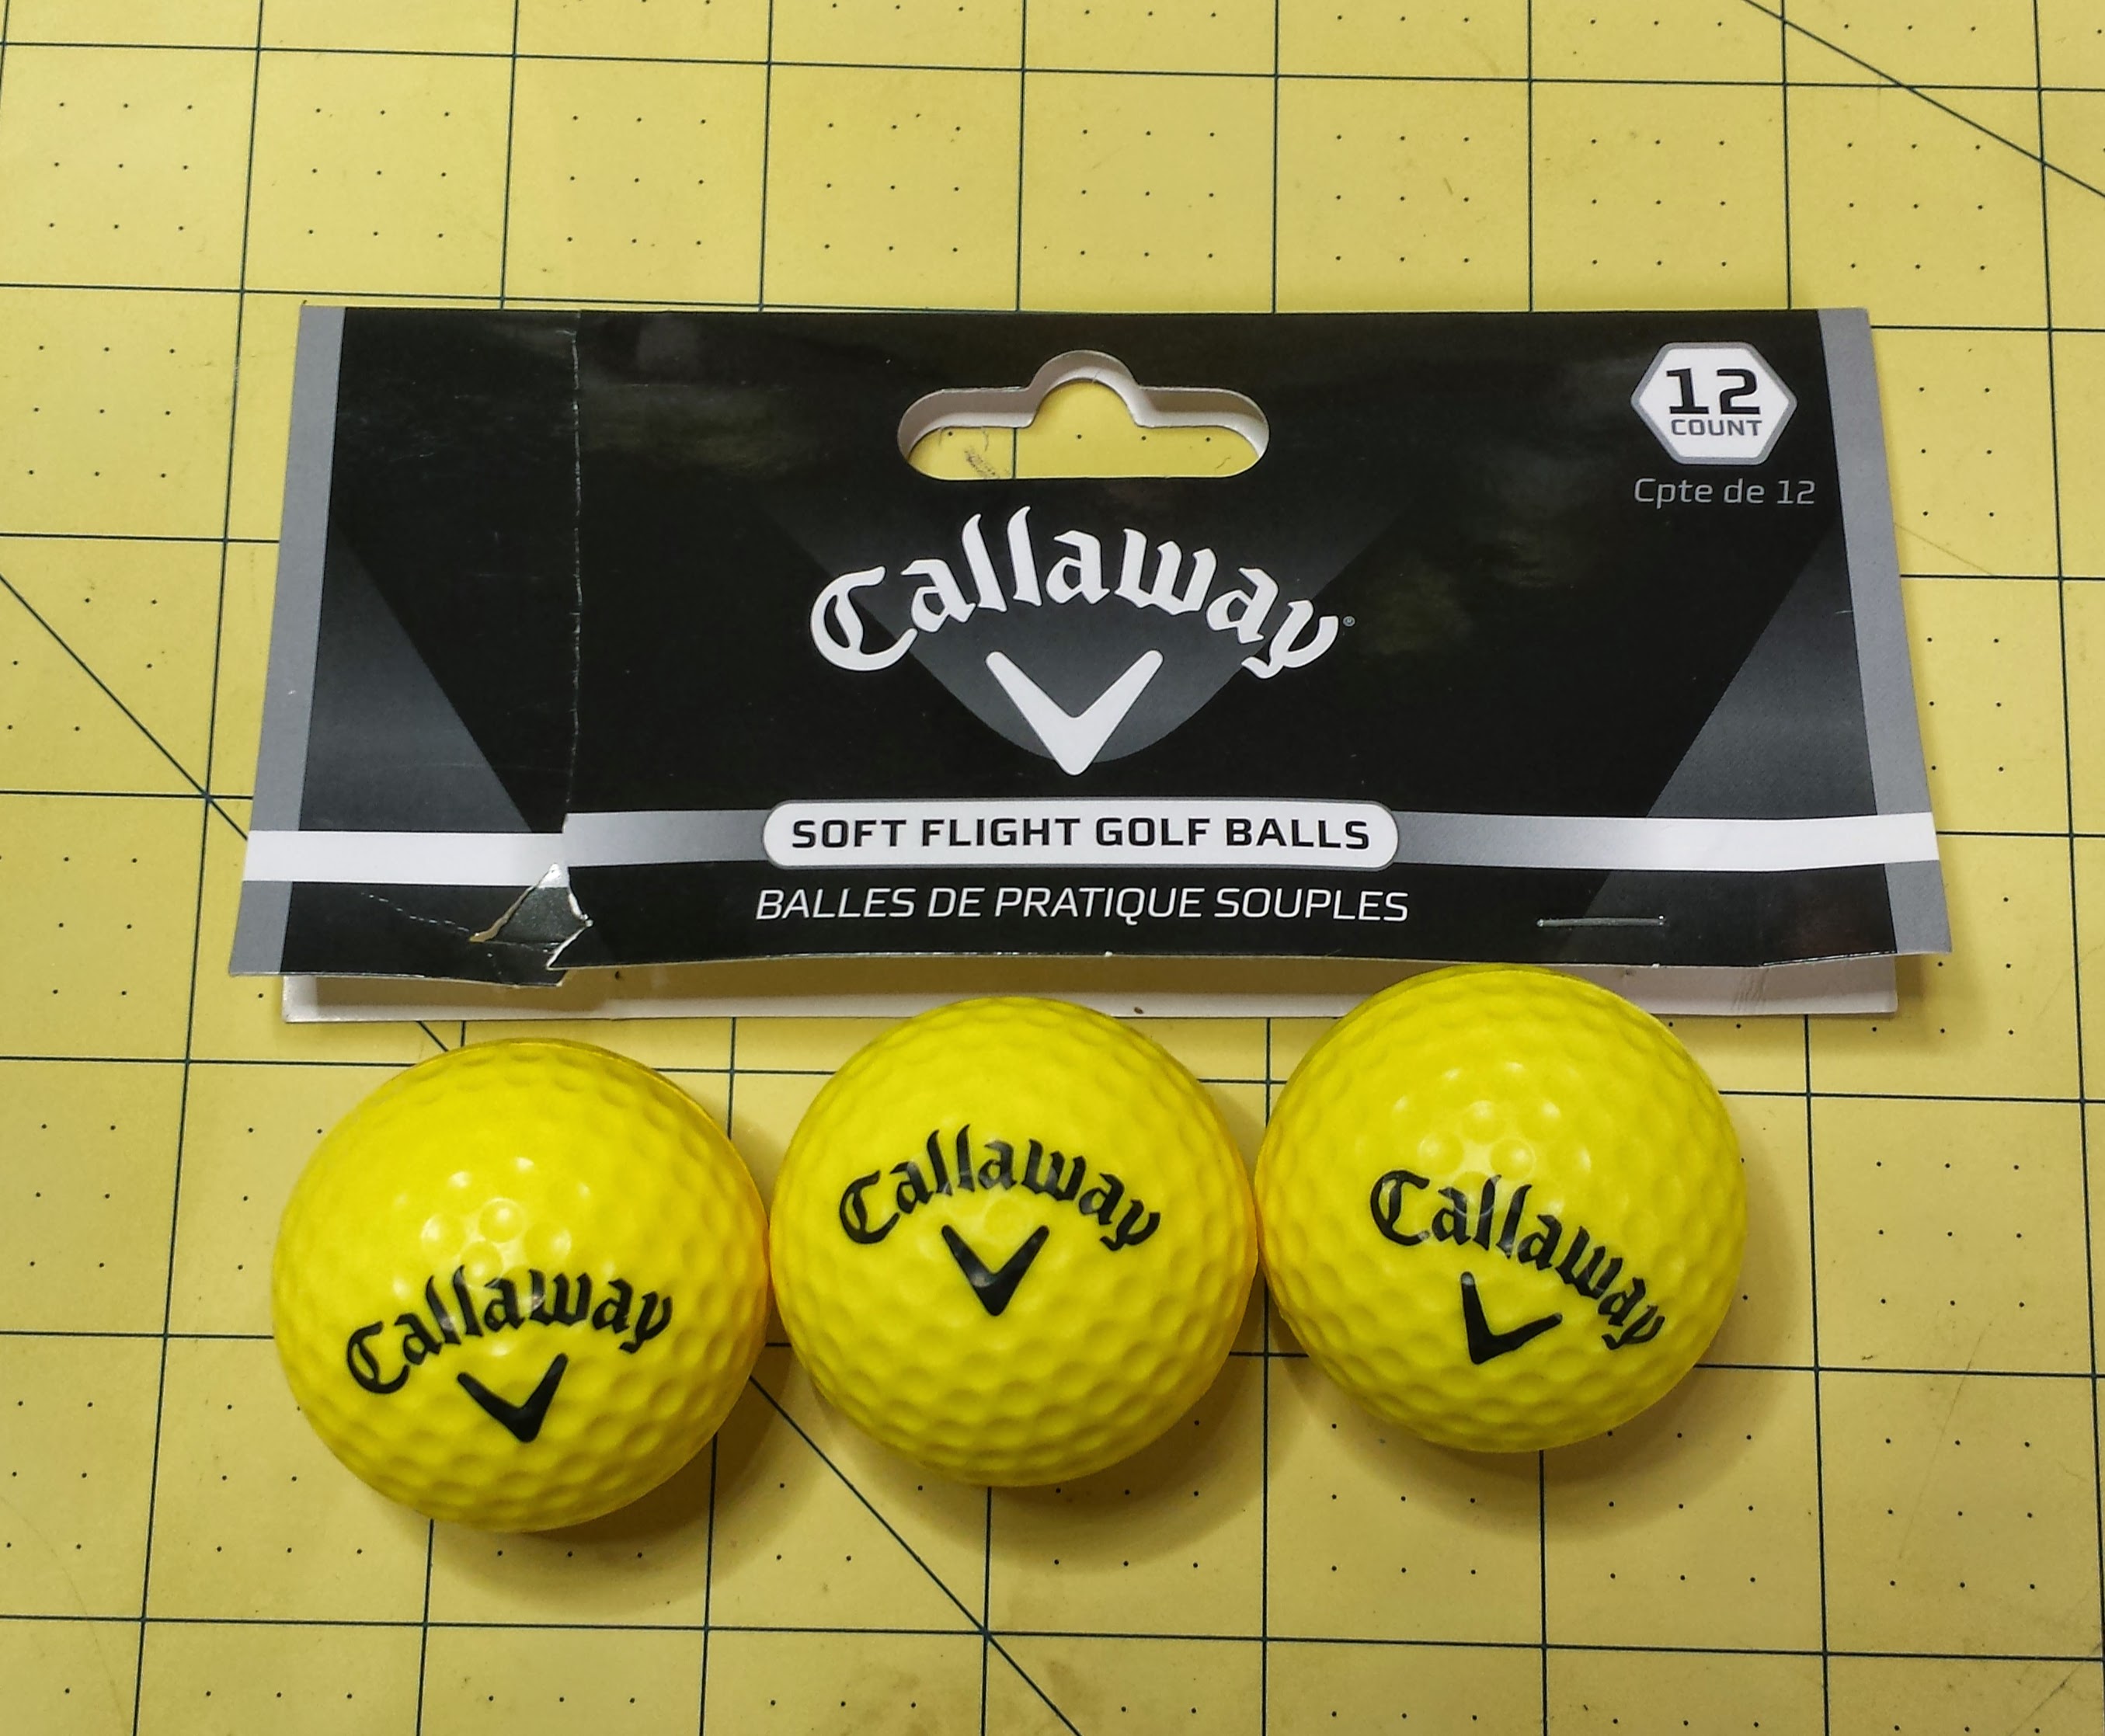 12
COUNT
Cpte de 12
Callaway®
SOFT FLIGHT GOLF BALLS
BALLES DE PRATIQUE SOUPLES
Callaway
Callaway
Callaway